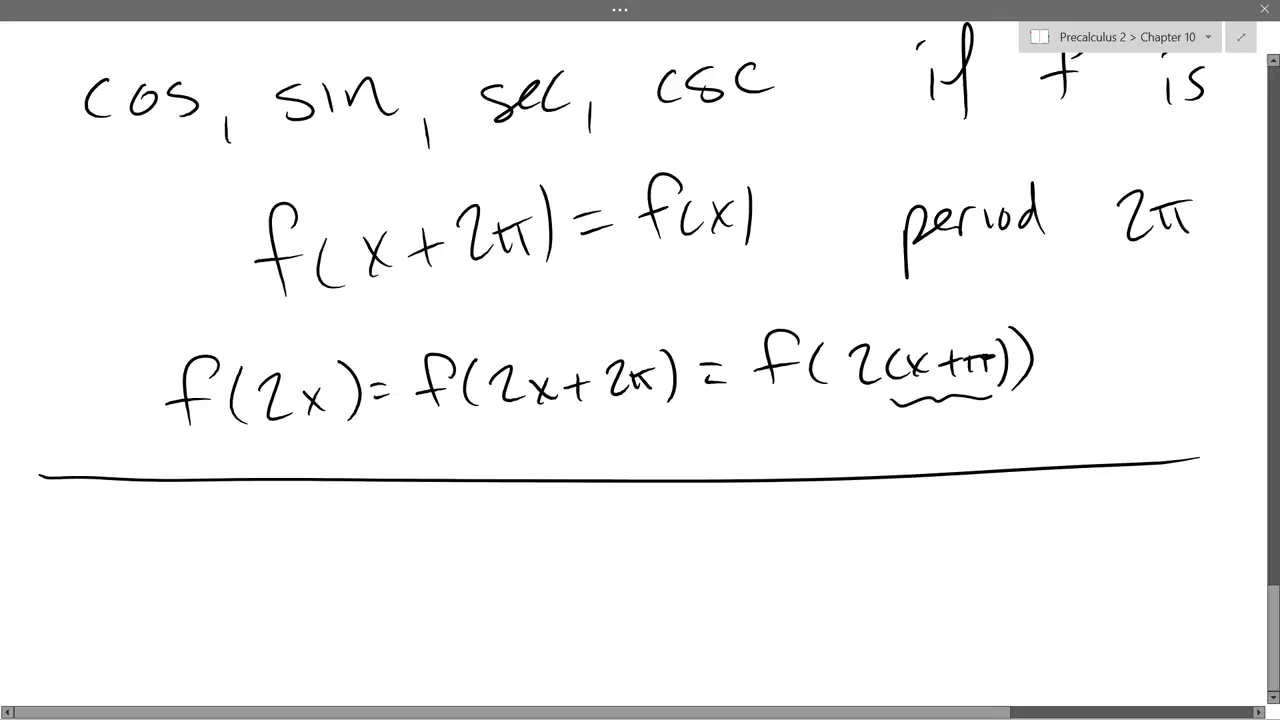 Precalculus 2 > Chapter 10
cos, sin, sec, csc if f is
f(x+2π) = f(x) period 2π
f(2x) = f(2x+2π) = f(2(x+π))